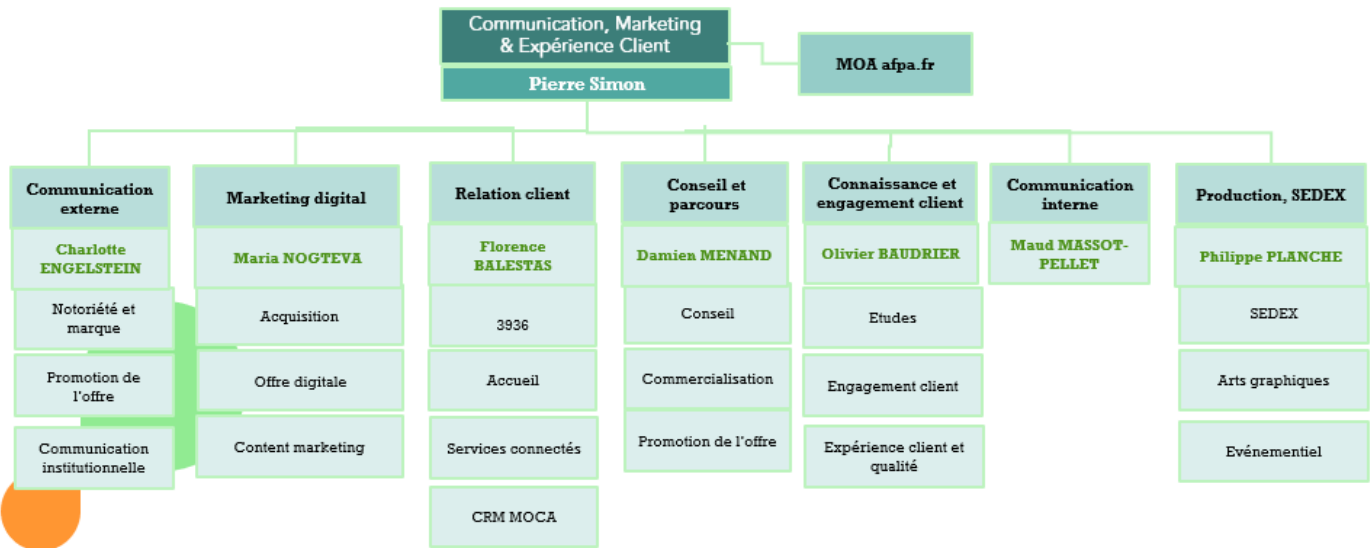 Communication, Marketing
& Expérience Client
Pierre Simon
MOA afpa.fr
Communication
externe
Charlotte
ENGELSTEIN
Notoriété et
marque
Promotion de
l'offre
Communication
institutionnelle
Marketing digital
Maria NOGTEVA
Acquisition
Offre digitale
Content marketing
Relation client
Florence
BALESTAS
3936
Accueil
Services connectés
CRM MOCA
Conseil et
parcours
Damien MENAND
Conseil
Commercialisation
Promotion de l'offre
Connaissance et
engagement client
Olivier BAUDRIER
Etudes
Engagement client
Expérience client et
qualité
Communication
interne
Maud MASSOT-
PELLET
Production, SEDEX
Philippe PLANCHE
SEDEX
Arts graphiques
Evénementiel